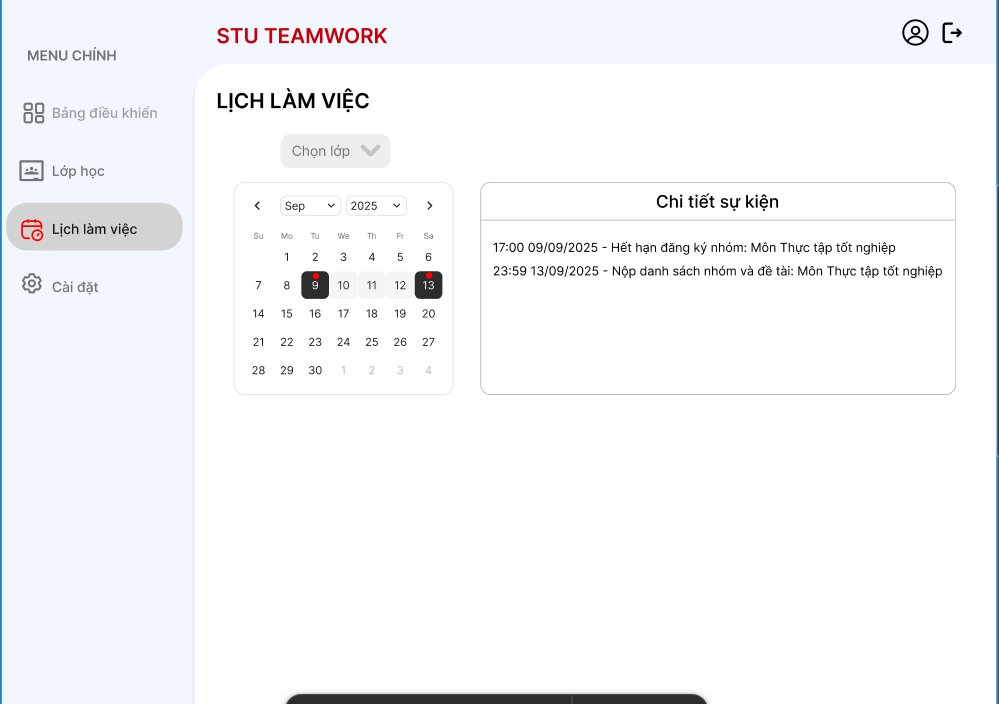 STU TEAMWORK
MENU CHÍNH
Bảng điều khiển
Lớp học
Lịch làm việc
Cài đặt
LỊCH LÀM VIỆC
Chọn lớp
Sep 2025
Su Mo Tu We Th Fr Sa
1 2 3 4 5 6
7 8 9 10 11 12 13
14 15 16 17 18 19 20
21 22 23 24 25 26 27
28 29 30 1 2 3 4
Chi tiết sự kiện
17:00 09/09/2025 - Hết hạn đăng ký nhóm: Môn Thực tập tốt nghiệp
23:59 13/09/2025 - Nộp danh sách nhóm và đề tài: Môn Thực tập tốt nghiệp